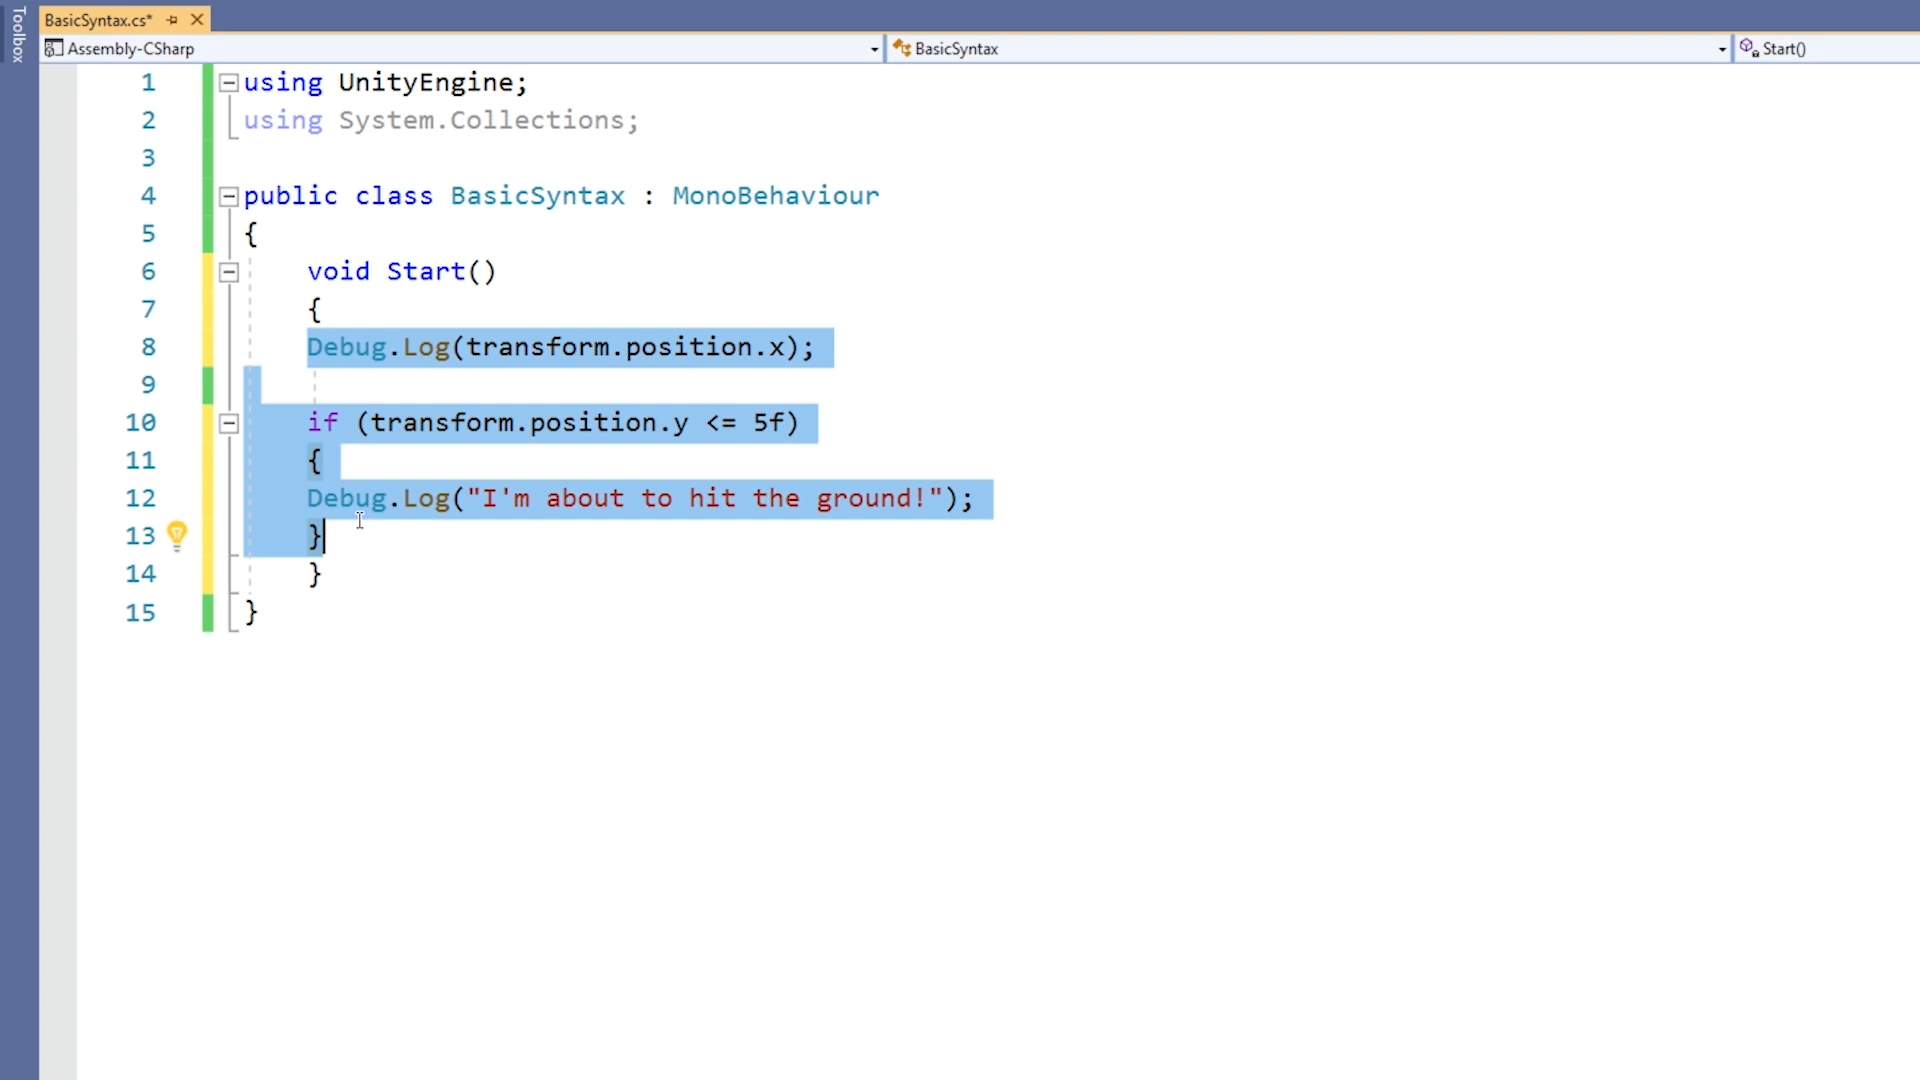 Toolbox
BasicSyntax.cs*
Assembly-CSharp BasicSyntax Start()
1 using UnityEngine;
2 using System.Collections;
3
4 public class BasicSyntax : MonoBehaviour
5 {
6 void Start()
7 {
8 Debug.Log(transform.position.x);
9
10 if (transform.position.y <= 5f)
11 {
12 Debug.Log("I'm about to hit the ground!");
13 }
14 }
15 }